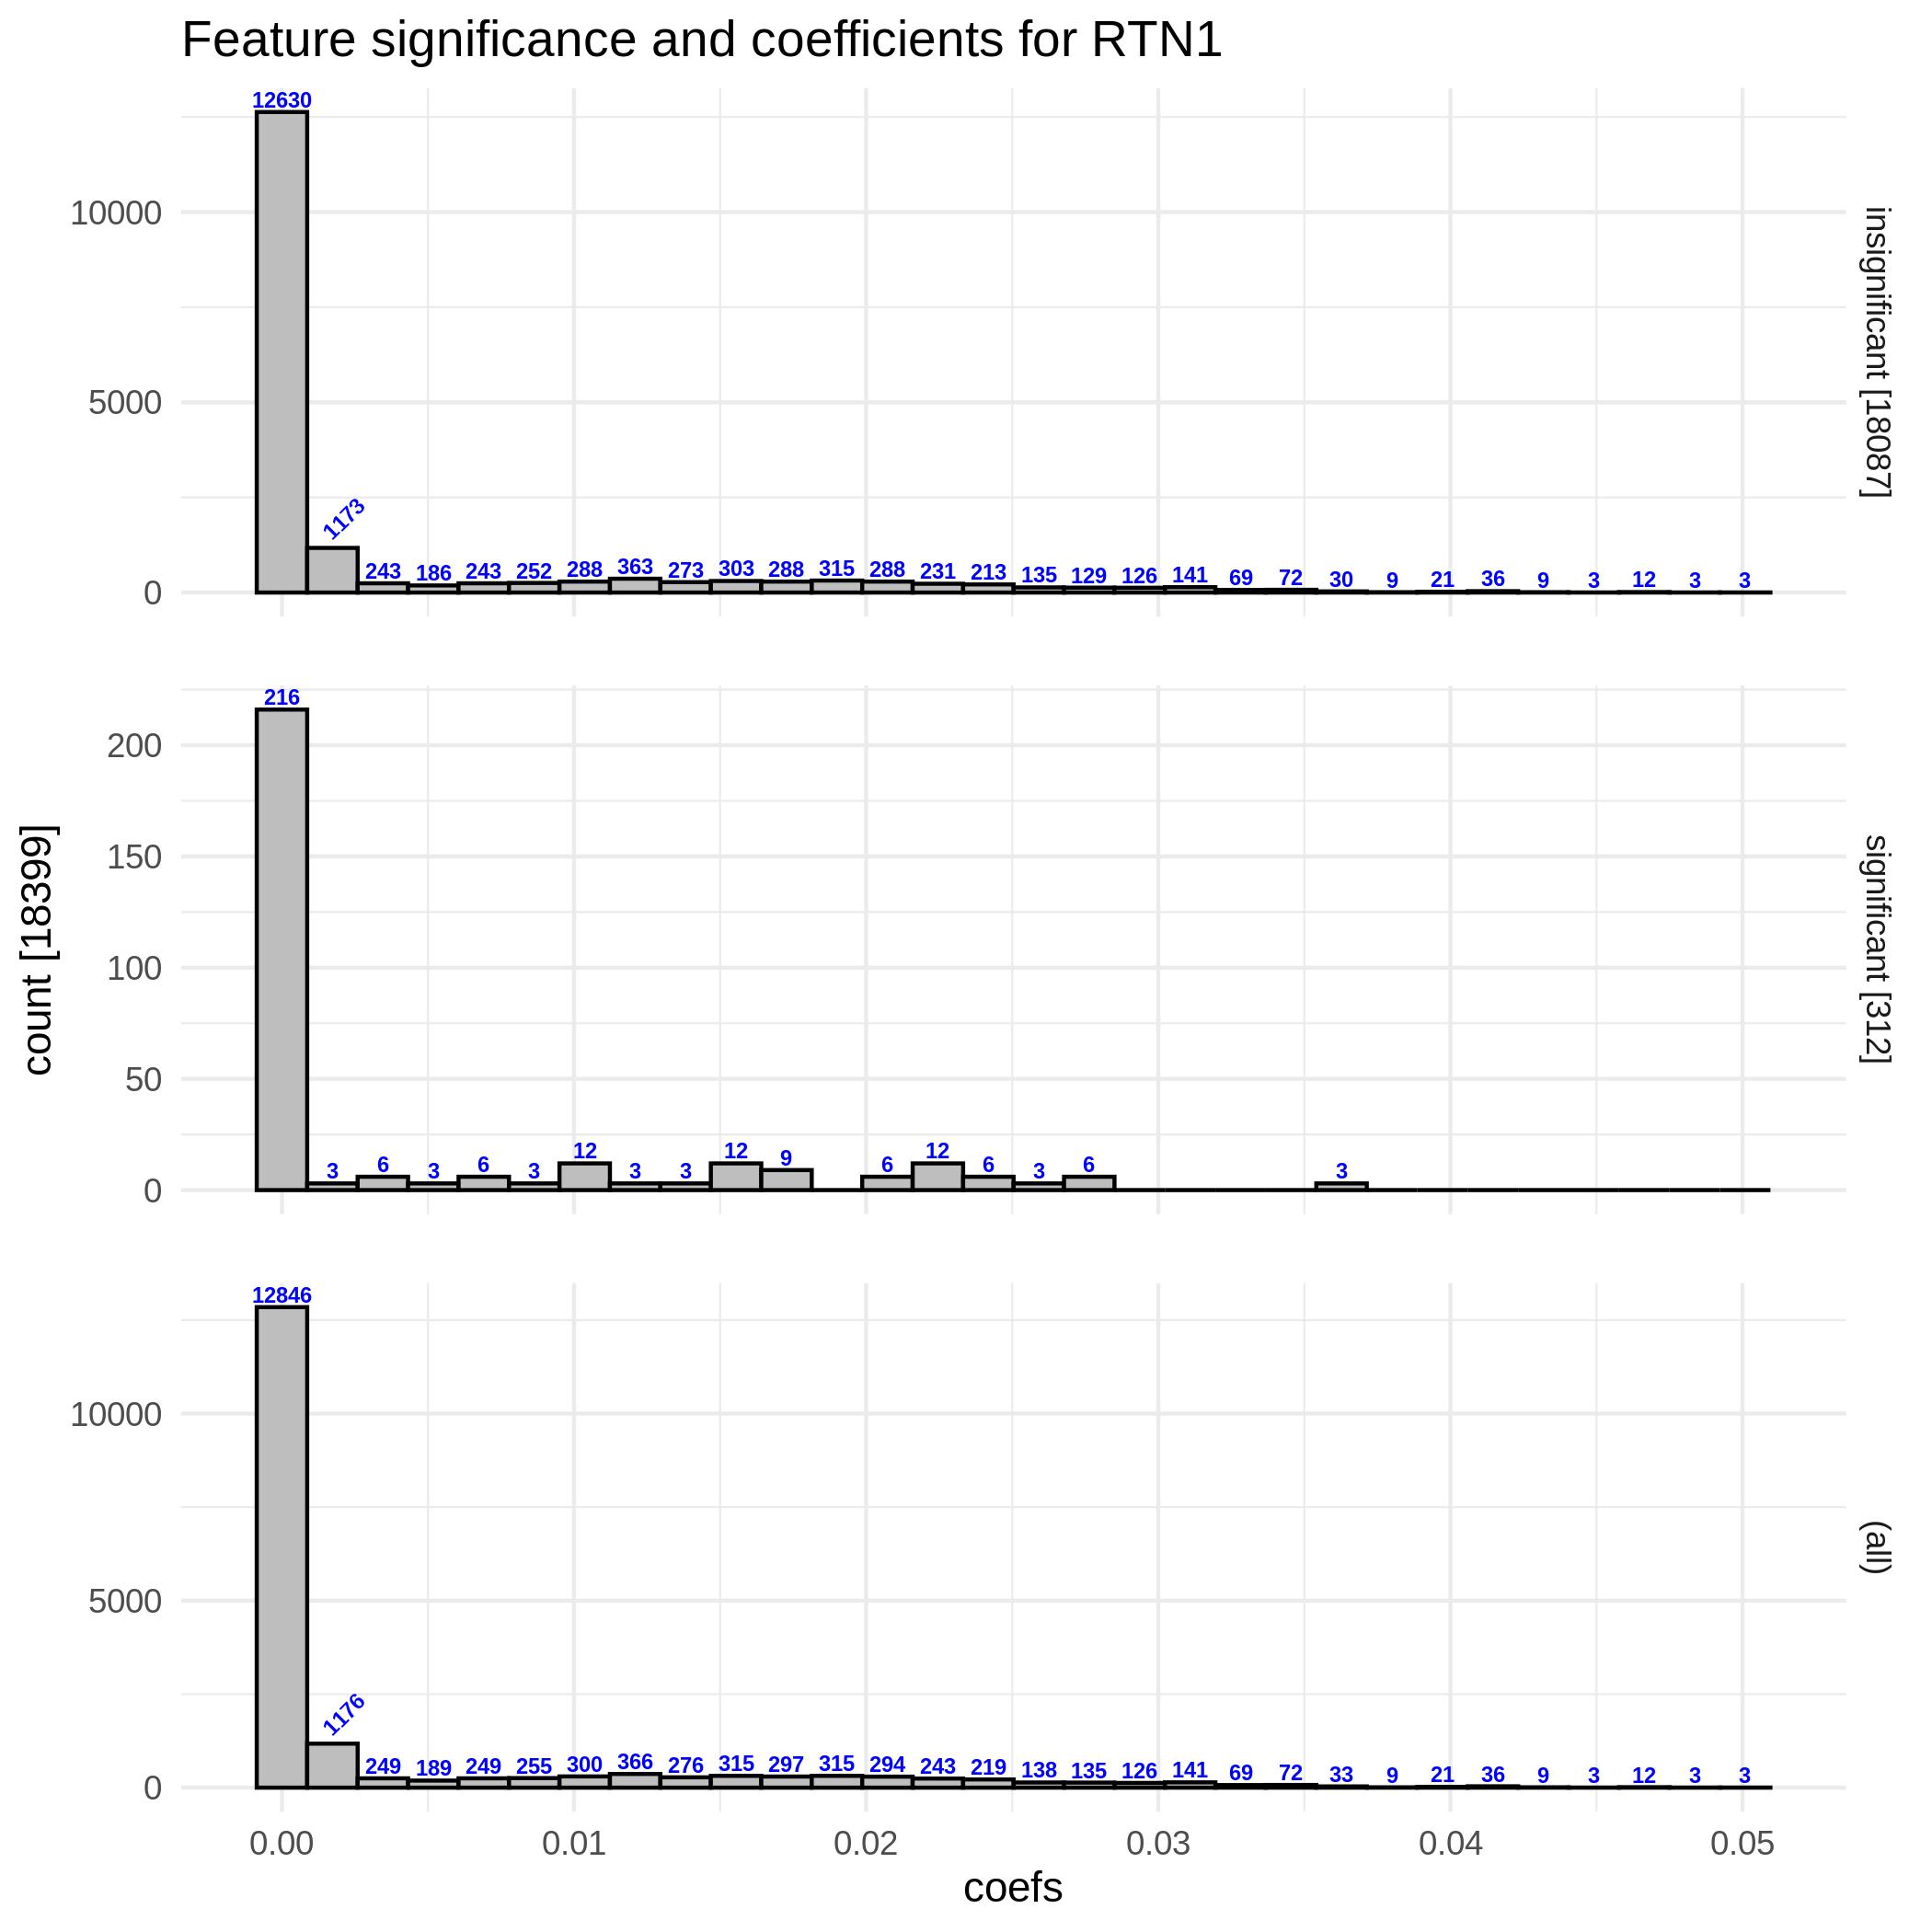 Feature significance and coefficients for RTN1
12630
10000
5000
1173
243 186 243 252 288 363 273 303 288 315 288 231 213 135 129 126 141 69 72 30 9 21 36 9 3 12 3 3
0
insignificant [18087]
216
200
150
100
50
3 6 3 6 3 12 3 3 12 9 6 12 6 3 6 3
0
significant [312]
count [18399]
12846
10000
5000
1176
249 189 249 255 300 366 276 315 297 315 294 243 219 138 135 126 141 69 72 33 9 21 36 9 3 12 3 3
0
(all)
0.00 0.01 0.02 0.03 0.04 0.05
coefs